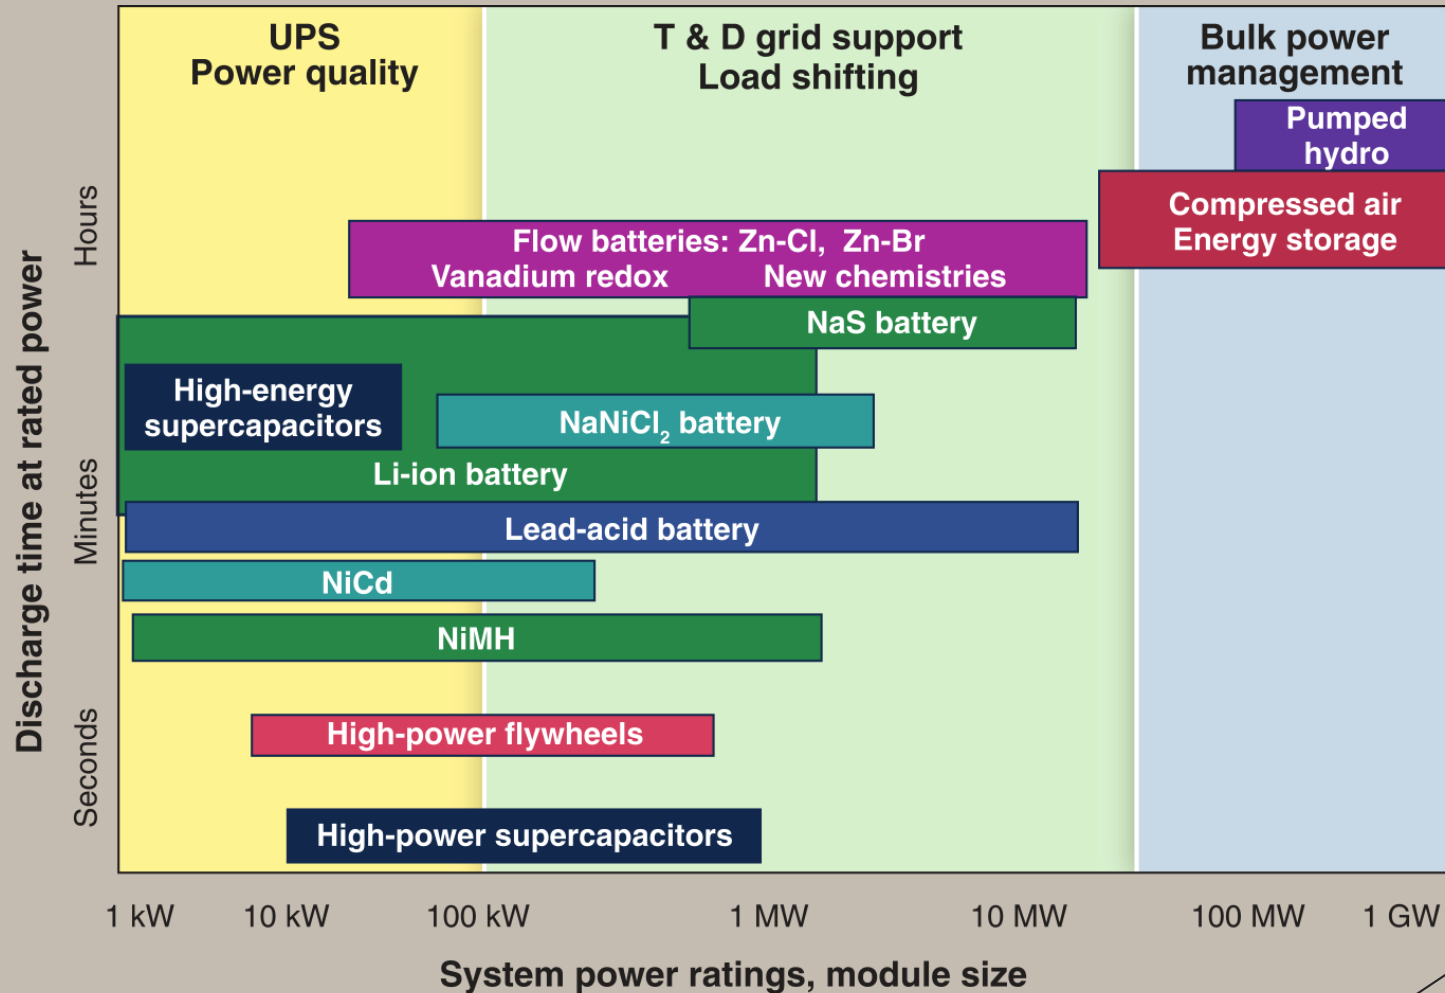 UPS
Power quality
T & D grid support
Load shifting
Bulk power
management
Pumped
hydro
Compressed air
Energy storage
Flow batteries: Zn-Cl, Zn-Br
Vanadium redox New chemistries
NaS battery
High-energy
supercapacitors
NaNiCl₂ battery
Li-ion battery
Lead-acid battery
NiCd
NiMH
High-power flywheels
High-power supercapacitors
Discharge time at rated power
Hours
Minutes
Seconds
1 kW 10 kW 100 kW 1 MW 10 MW 100 MW 1 GW
System power ratings, module size